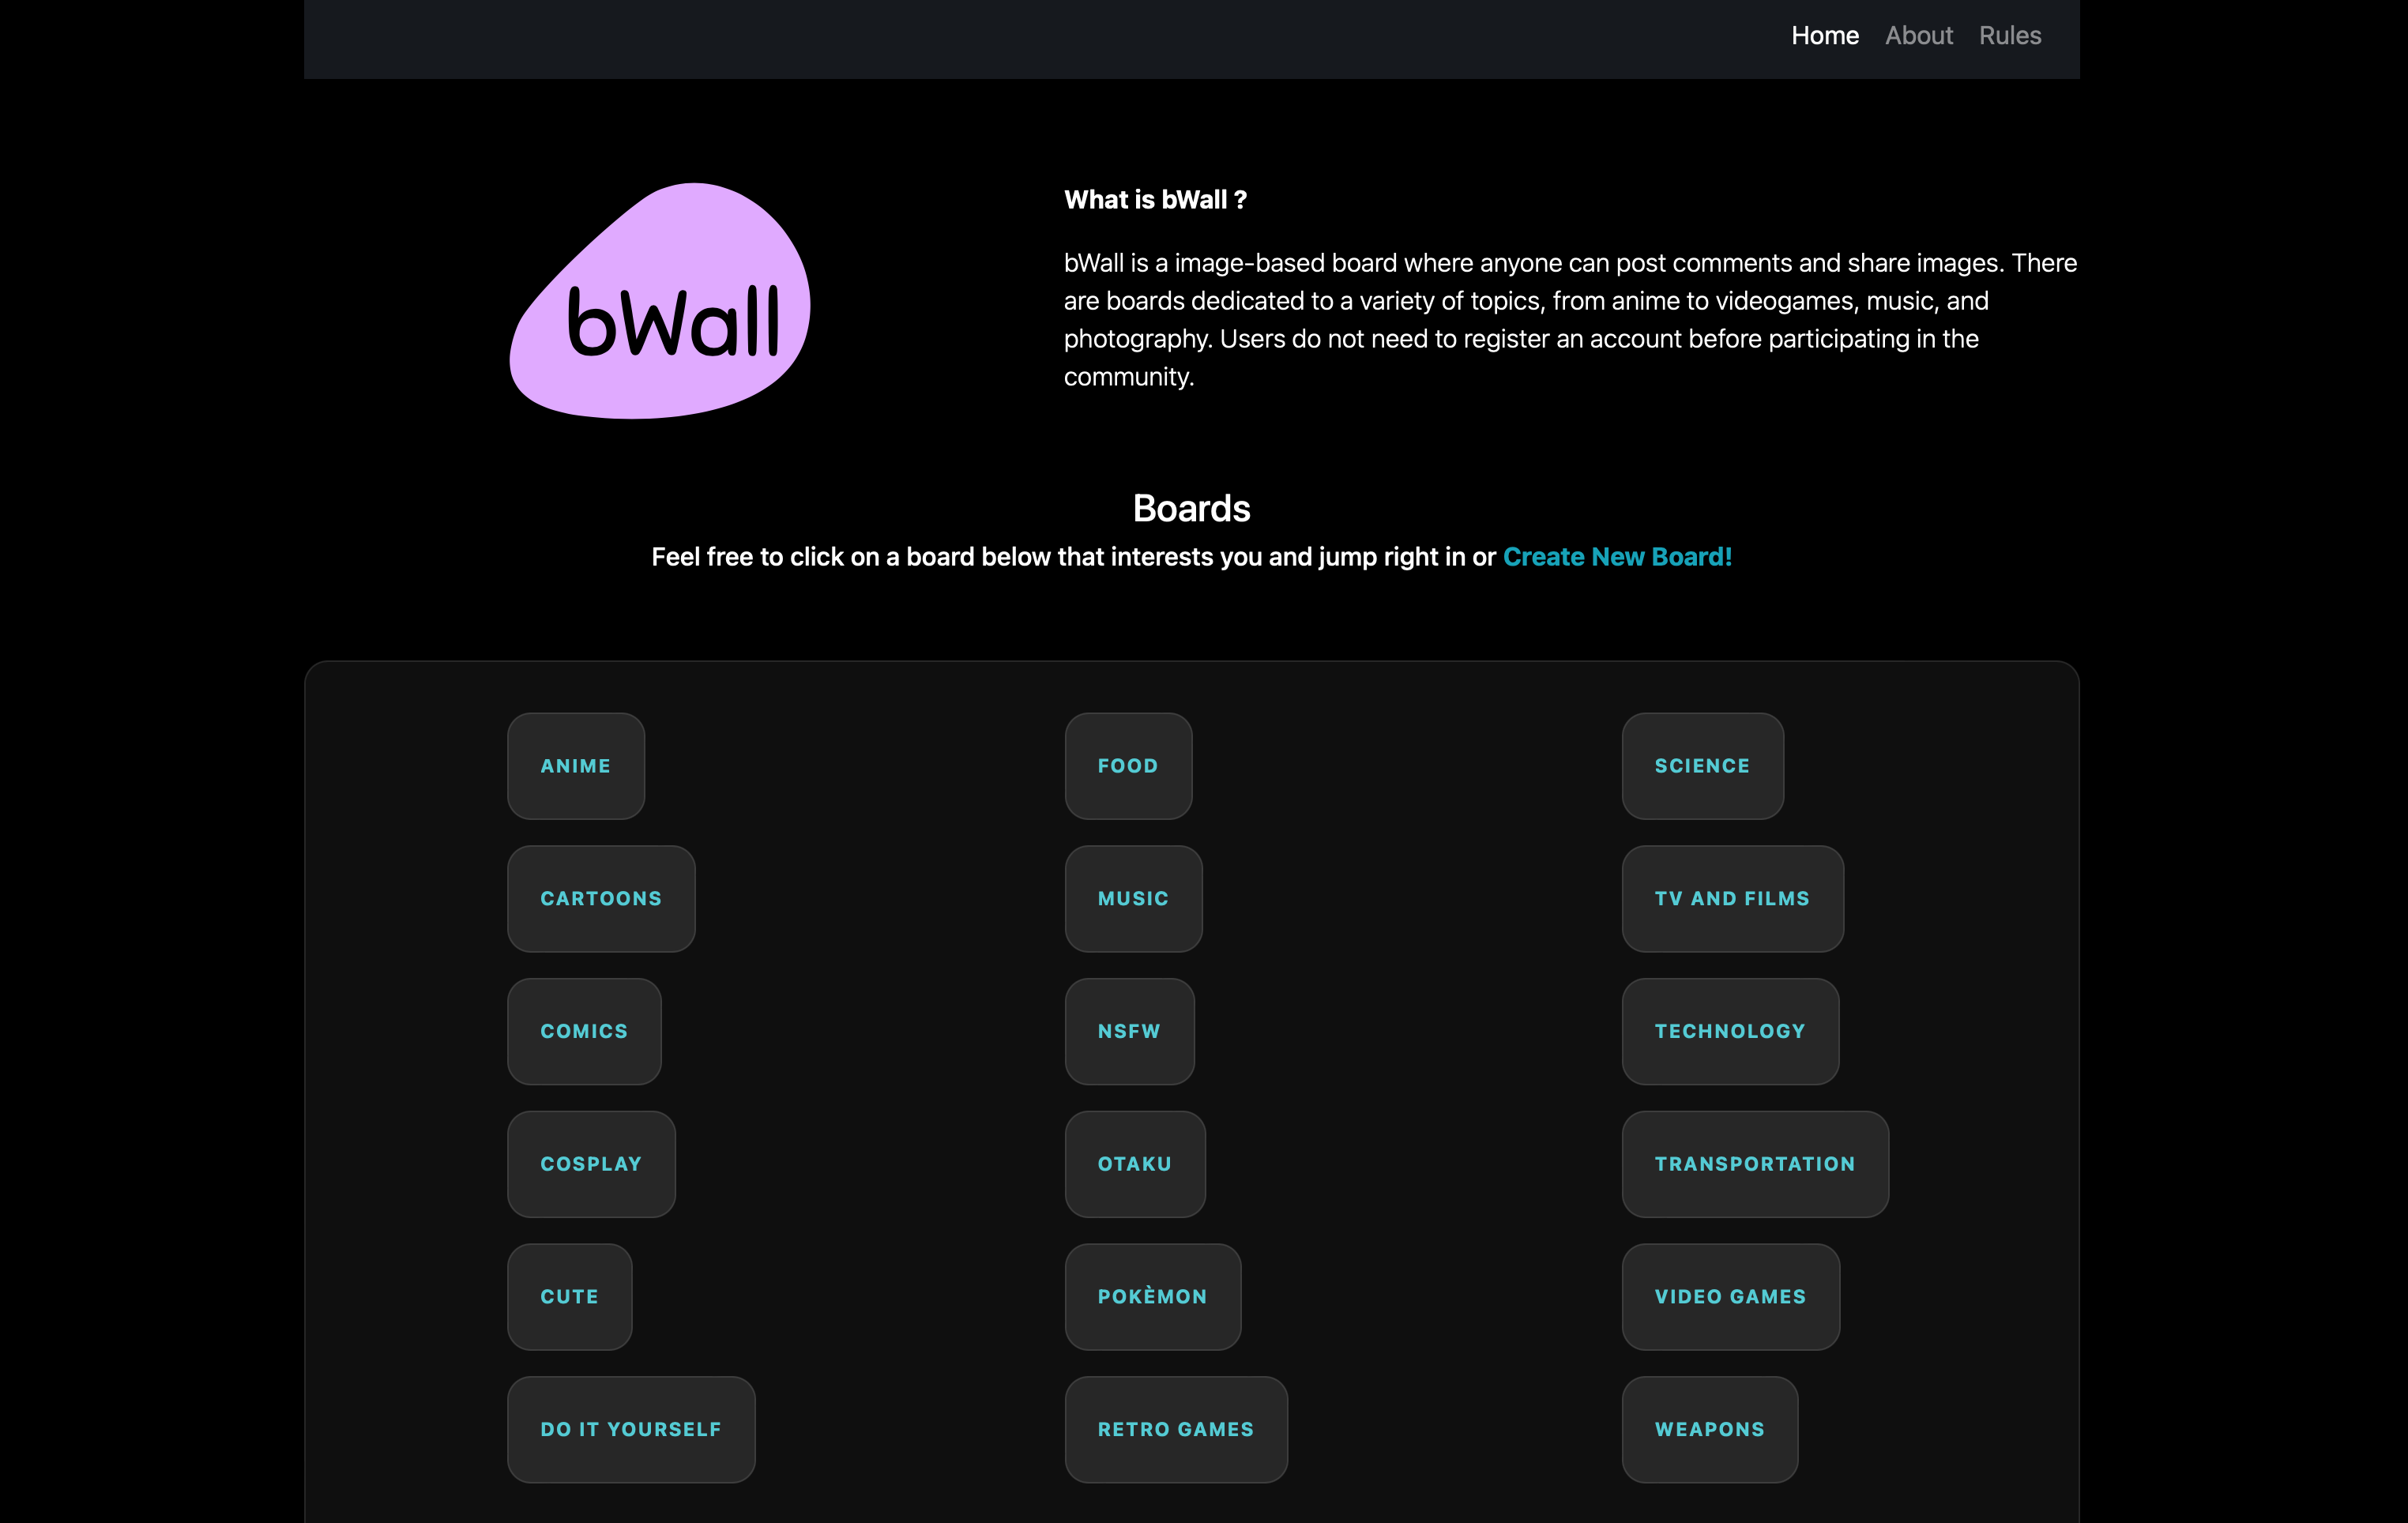 Home About Rules
bWall
What is bWall ?
bWall is a image-based board where anyone can post comments and share images. There
are boards dedicated to a variety of topics, from anime to videogames, music, and
photography. Users do not need to register an account before participating in the
community.
Boards
Feel free to click on a board below that interests you and jump right in or Create New Board!
ANIME
FOOD
SCIENCE
CARTOONS
MUSIC
TV AND FILMS
COMICS
NSFW
TECHNOLOGY
COSPLAY
OTAKU
TRANSPORTATION
CUTE
POKÈMON
VIDEO GAMES
DO IT YOURSELF
RETRO GAMES
WEAPONS